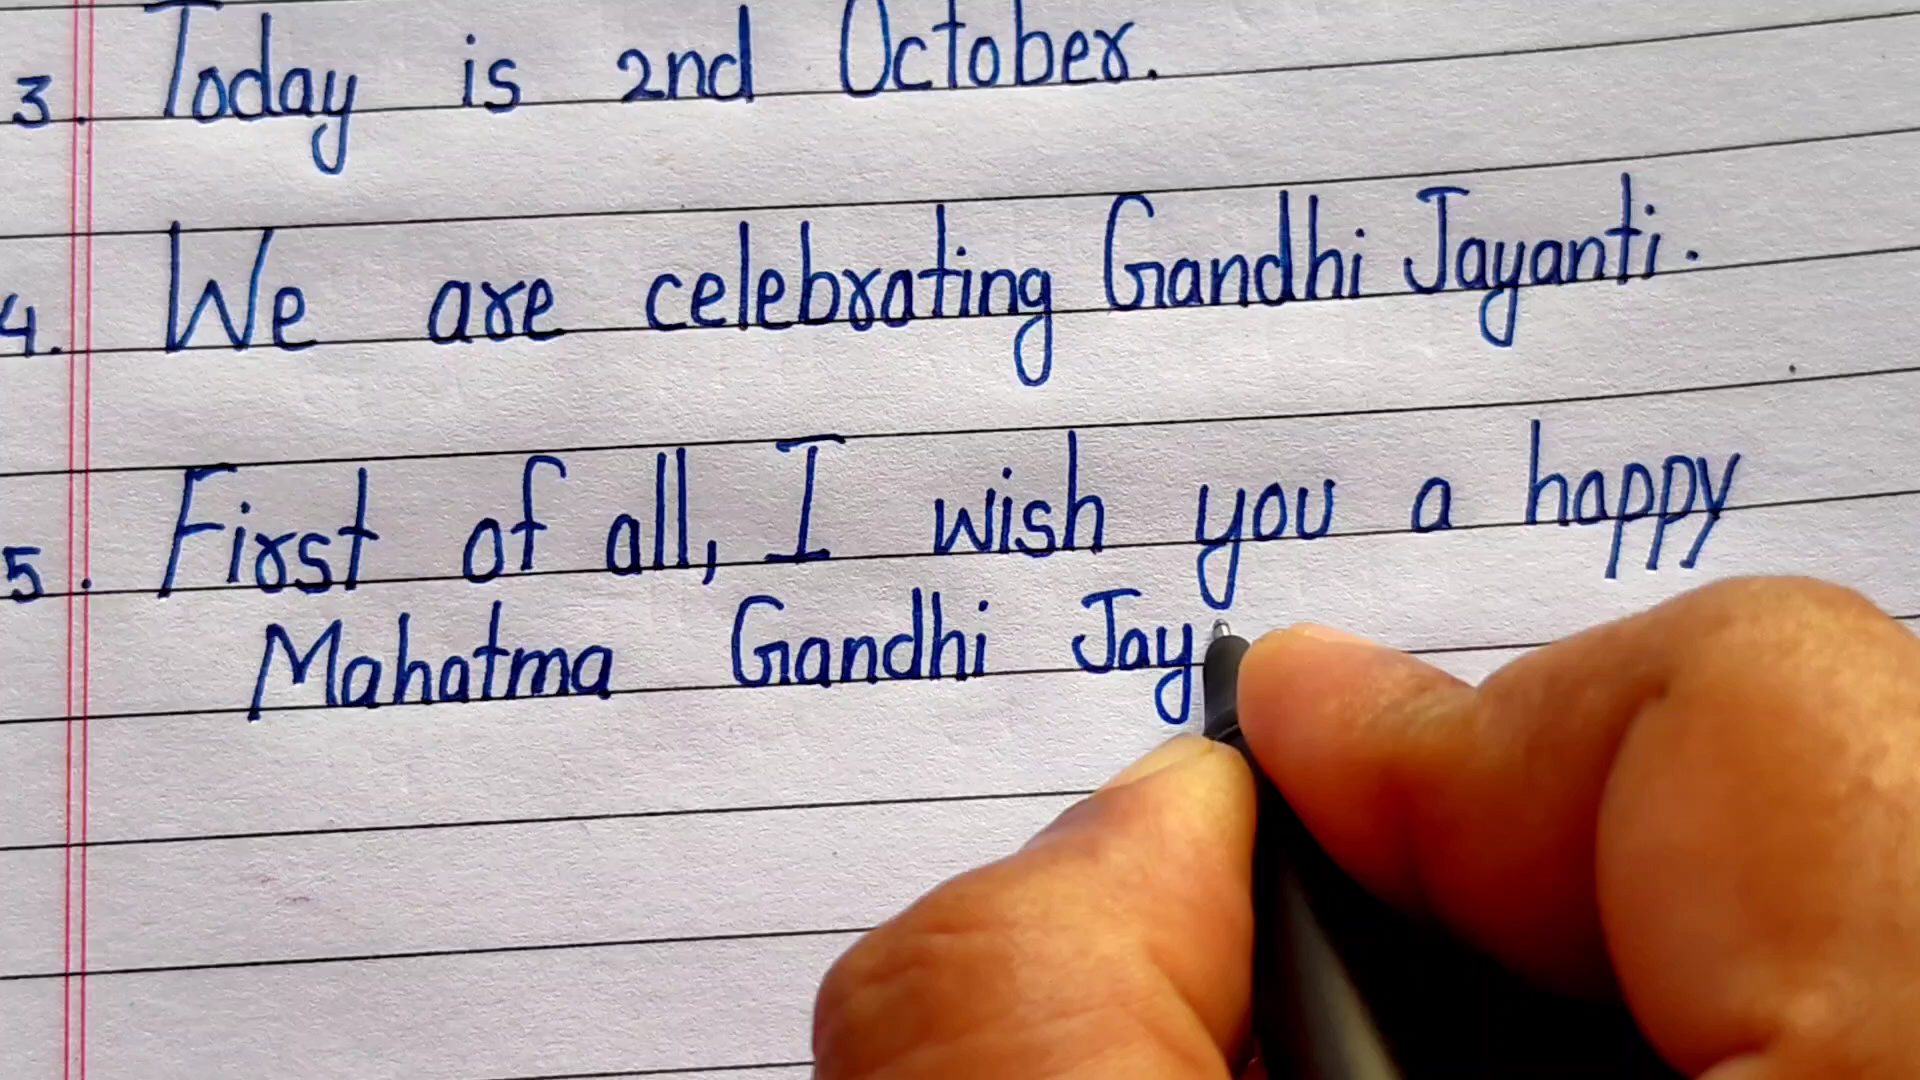 3. Today is 2nd October.
4. We are celebrating Gandhi Jayanti.
5. First of all, I wish you a happy
Mahatma Gandhi Jay